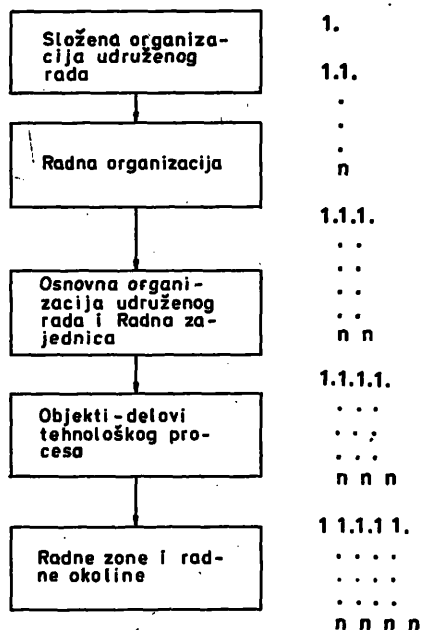 Složena organiza-
cija udruženog
rada
1.
1.1.
.
.
.
n
Radna organizacija
1.1.1.
. .
. .
. .
. .
n n
Osnovna organi-
zacija udruženog
rada i Radna za-
jednica
1.1.1.1.
. . .
. . .
. . .
n n n
Objekti-delovi
tehnološkog pro-
cesa
1 1.1.1 1.
. . . .
. . . .
. . . .
n n n n
Radne zone i rad-
ne okoline